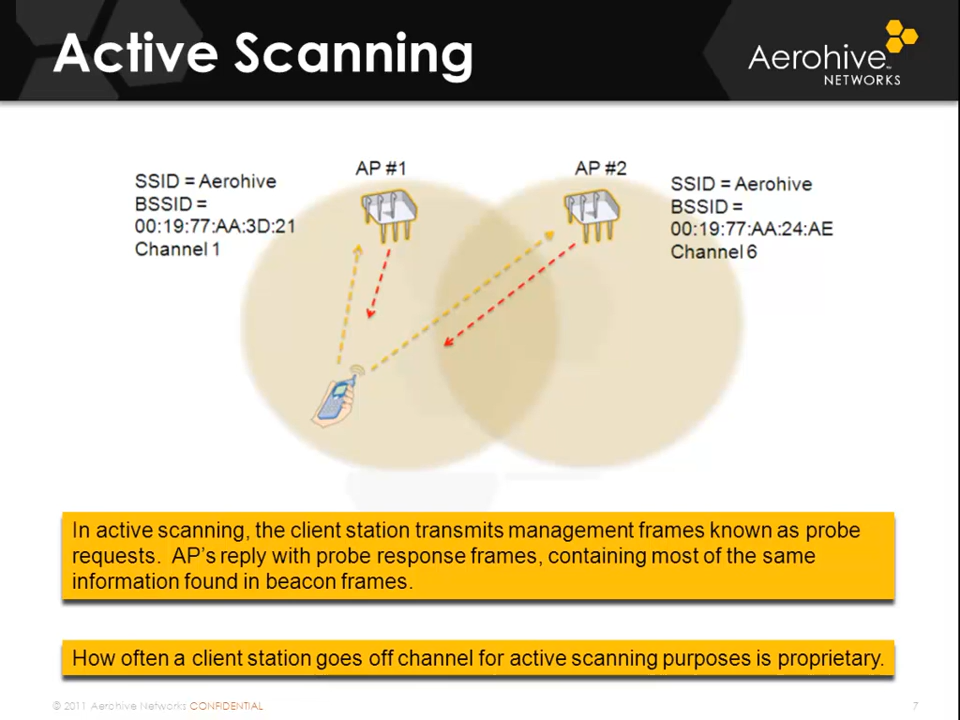 Active Scanning
Aerohive
NETWORKS
AP #1
AP #2
SSID = Aerohive
BSSID =
00:19:77:AA:3D:21
Channel 1
SSID = Aerohive
BSSID =
00:19:77:AA:24:AE
Channel 6
In active scanning, the client station transmits management frames known as probe
requests.  AP's reply with probe response frames, containing most of the same
information found in beacon frames.
How often a client station goes off channel for active scanning purposes is proprietary.
© 2011 Aerohive Networks CONFIDENTIAL
7